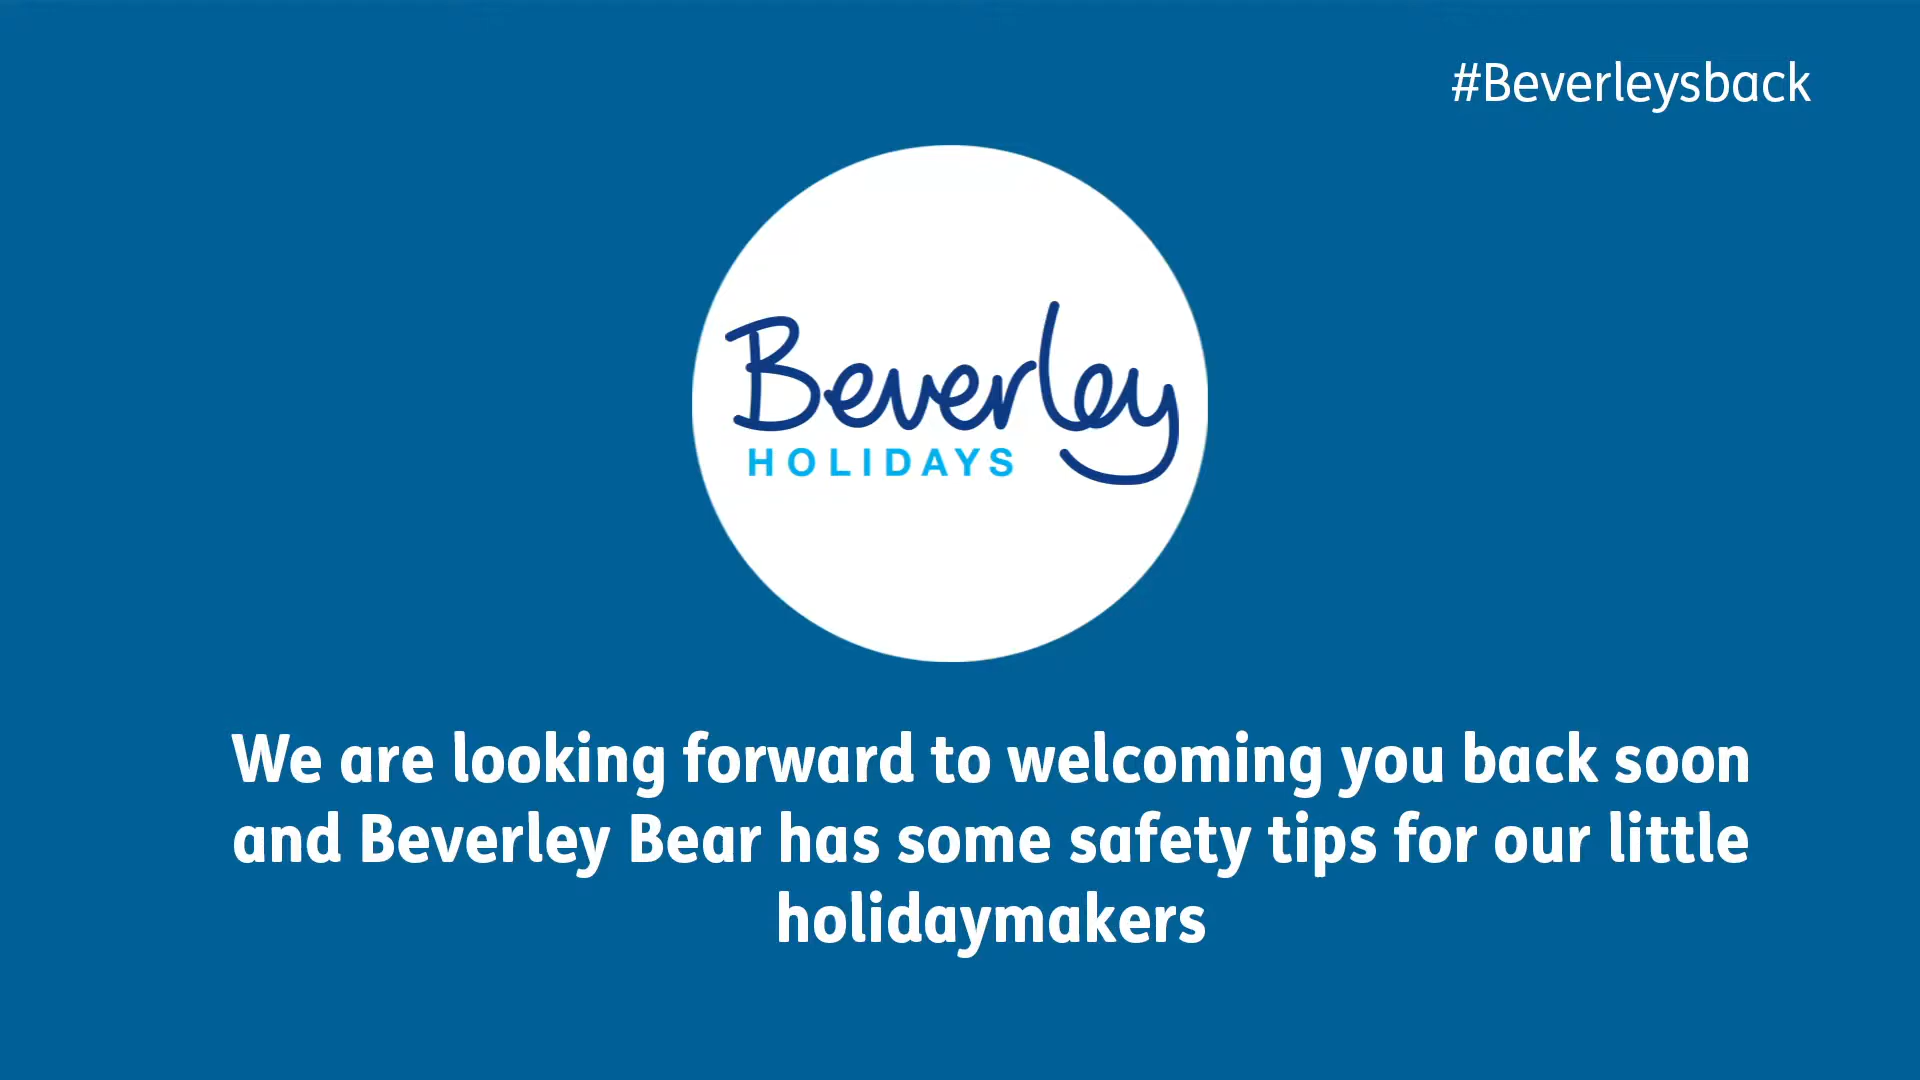 #Beverleysback
Beverley
HOLIDAYS
We are looking forward to welcoming you back soon
and Beverley Bear has some safety tips for our little
holidaymakers